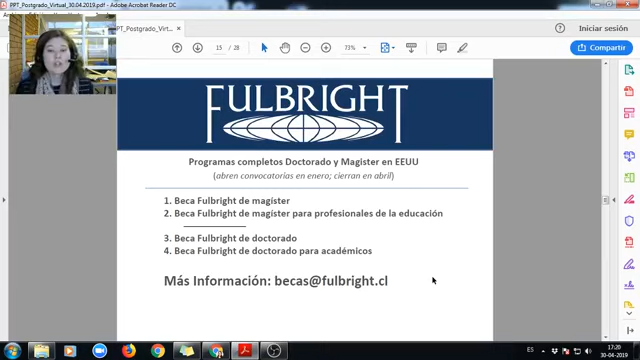 PPT_Postgrado_Virtual_30.04.2019.pdf - Adobe Acrobat Reader DC
PPT_Postgrado_Virt...
Iniciar sesión
15 / 28
73%
Compartir
FULBRIGHT
Programas completos Doctorado y Magister en EEUU
(abren convocatorias en enero; cierran en abril)
1. Beca Fulbright de magíster
2. Beca Fulbright de magíster para profesionales de la educación
3. Beca Fulbright de doctorado
4. Beca Fulbright de doctorado para académicos
Más Información: becas@fulbright.cl
ES
17:20
30-04-2019